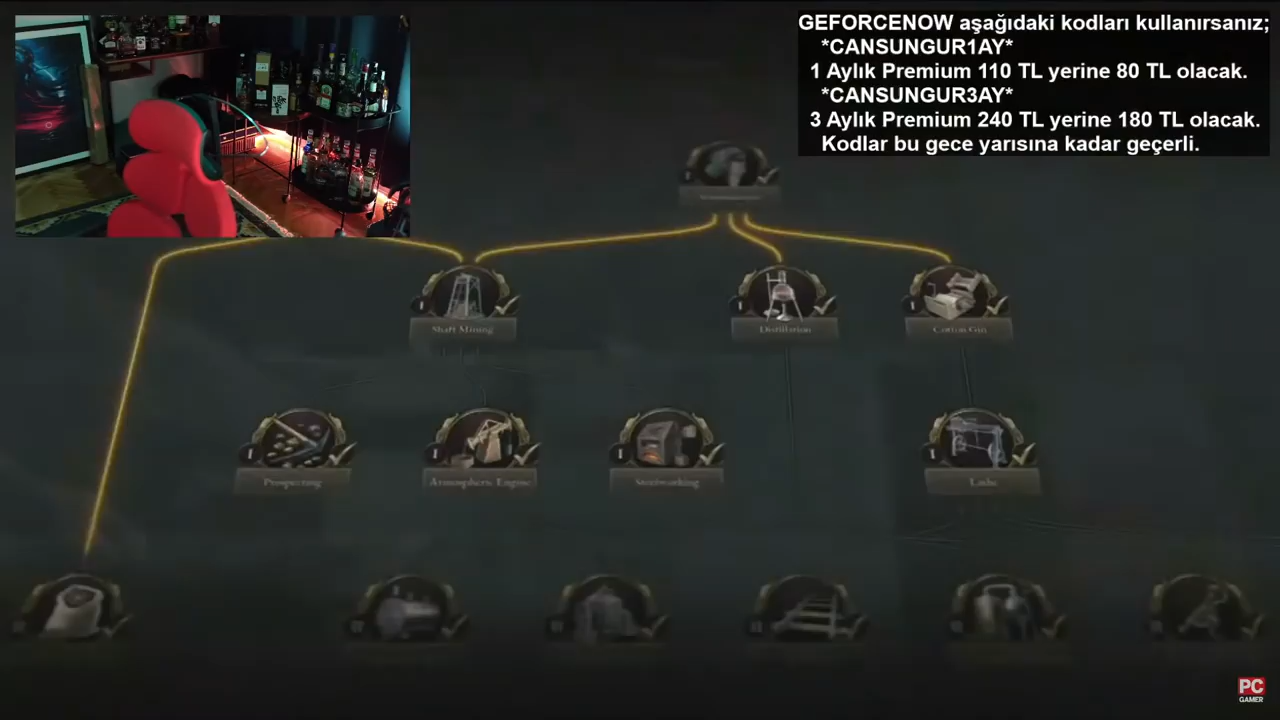 GEFORCENOW aşağıdaki kodları kullanırsanız;
*CANSUNGUR1AY*
1 Aylık Premium 110 TL yerine 80 TL olacak.
*CANSUNGUR3AY*
3 Aylık Premium 240 TL yerine 180 TL olacak.
Kodlar bu gece yarısına kadar geçerli.
Shaft Mining
Distillation
Cotton Gin
Prospecting
Atmospheric Engine
Steelworking
Lathe
PC
GAMER